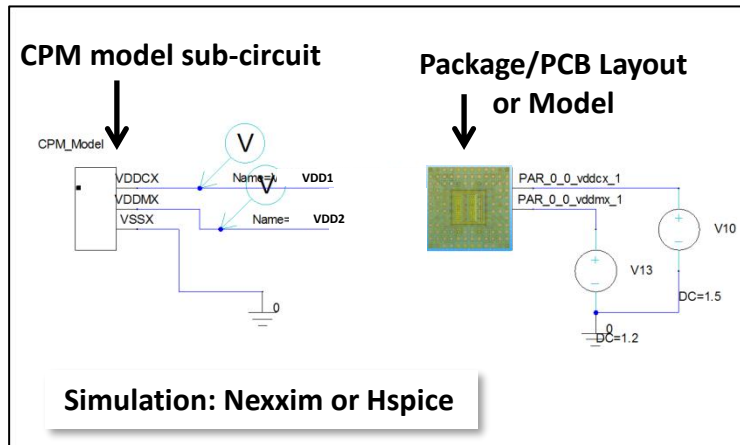 CPM model sub-circuit
Package/PCB Layout
or Model
CPM_Model
VDDCX
VDDMX
VSSX
V
V
Name=
VDD1
Name=
VDD2
0
PAR_0_0_vddcx_1
PAR_0_0_vddmx_1
V10
V13
DC=1.5
0
DC=1.2
Simulation: Nexxim or Hspice